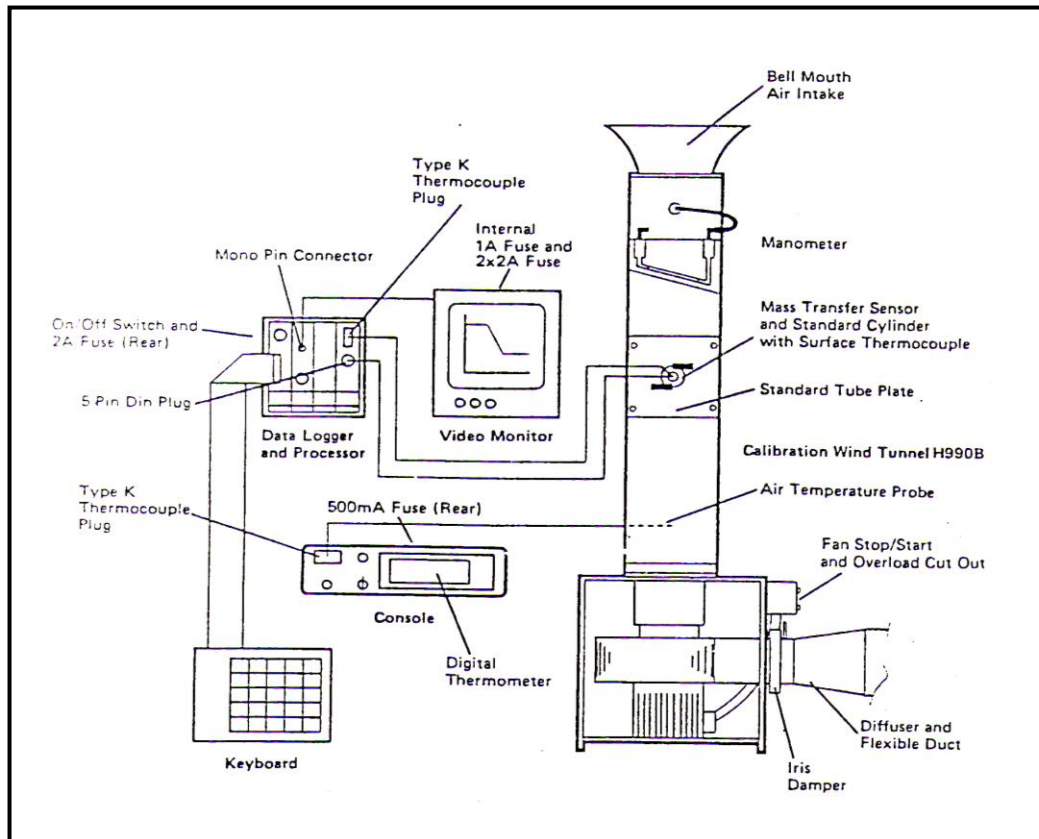 Bell Mouth
Air Intake
Type K
Thermocouple
Plug
Internal
1A Fuse and
2x2A Fuse
Mono Pin Connector
Manometer
Mass Transfer Sensor
and Standard Cylinder
with Surface Thermocouple
On/Off Switch and
2A Fuse (Rear)
5-Pin Din Plug
Standard Tube Plate
Data Logger
and Processor
Video Monitor
Calibration Wind Tunnel H990B
Type K
Thermocouple
Plug
500mA Fuse (Rear)
Air Temperature Probe
Fan Stop/Start
and Overload Cut Out
Console
Digital
Thermometer
Keyboard
Diffuser and
Flexible Duct
Iris
Damper